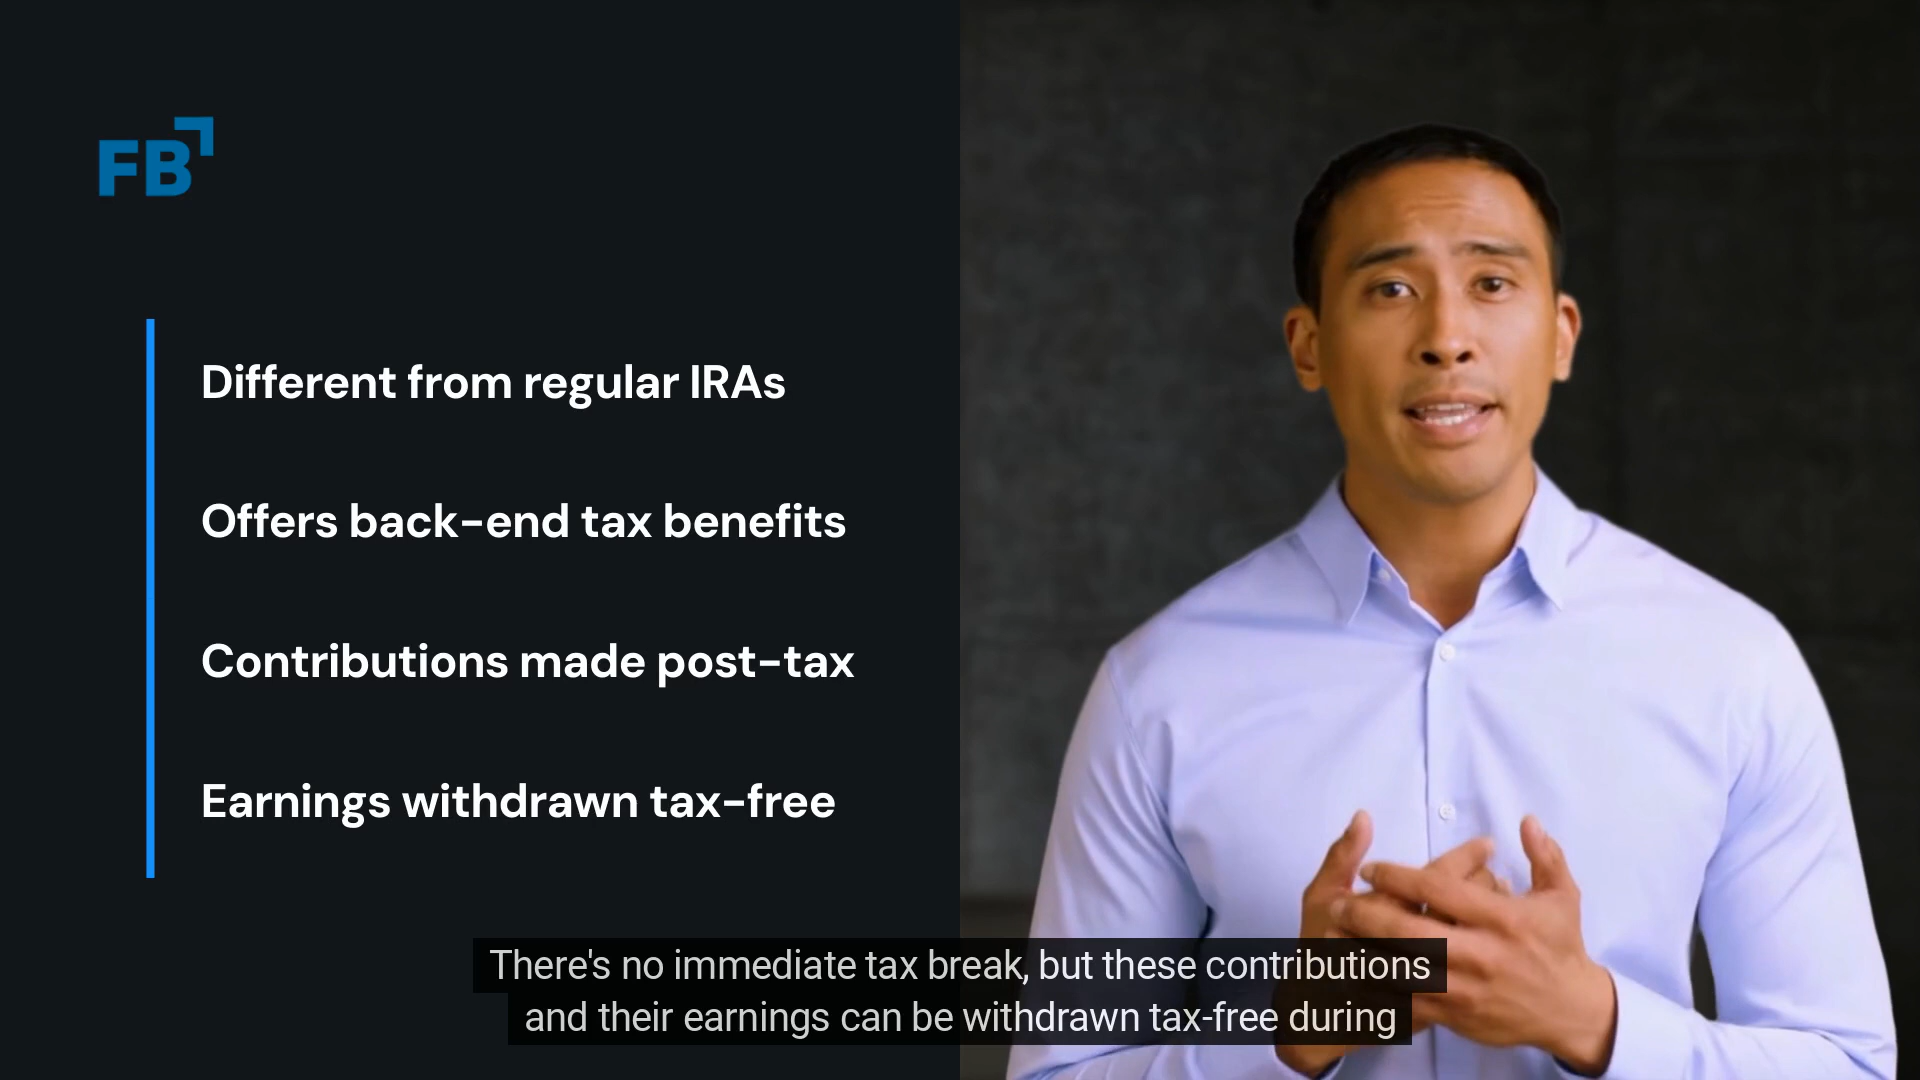 FB
Different from regular IRAs
Offers back-end tax benefits
Contributions made post-tax
Earnings withdrawn tax-free
There's no immediate tax break, but these contributions
and their earnings can be withdrawn tax-free during